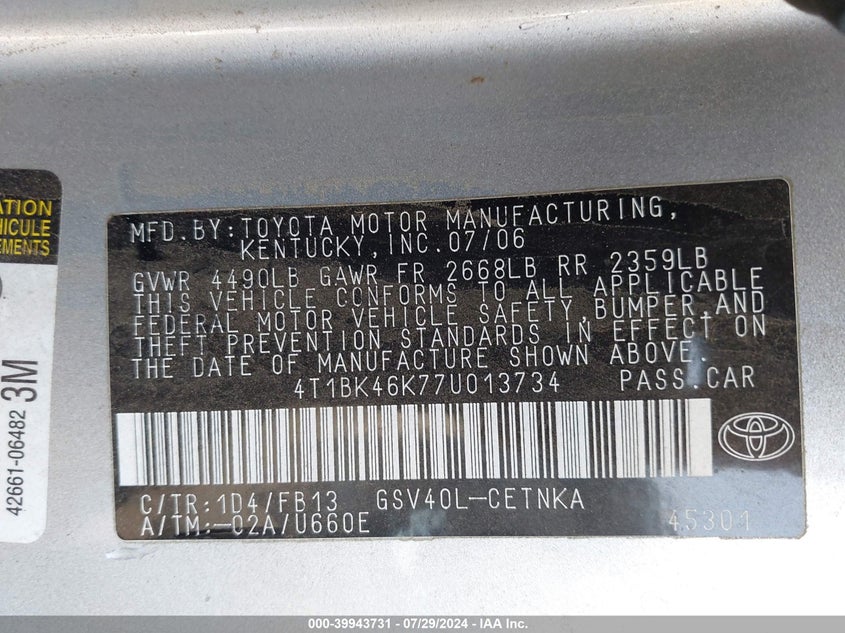 ATION
HICULE
EMENTS
42661-06482 3M
MFD.BY:TOYOTA MOTOR MANUFACTURING,
KENTUCKY,INC.07/06
GVWR 4490LB GAWR FR 2668LB RR 2359LB
THIS VEHICLE CONFORMS TO ALL APPLICABLE
FEDERAL MOTOR VEHICLE SAFETY,BUMPER,AND
THEFT PREVENTION STANDARDS IN EFFECT ON
THE DATE OF MANUFACTURE SHOWN ABOVE.
4T1BK46K77U013734 PASS.CAR
C/TR:1D4/FB13 GSV40L-CETNKA
A/TM:-02A/U660E 45301
000-39943731 - 07/29/2024 - IAA Inc.